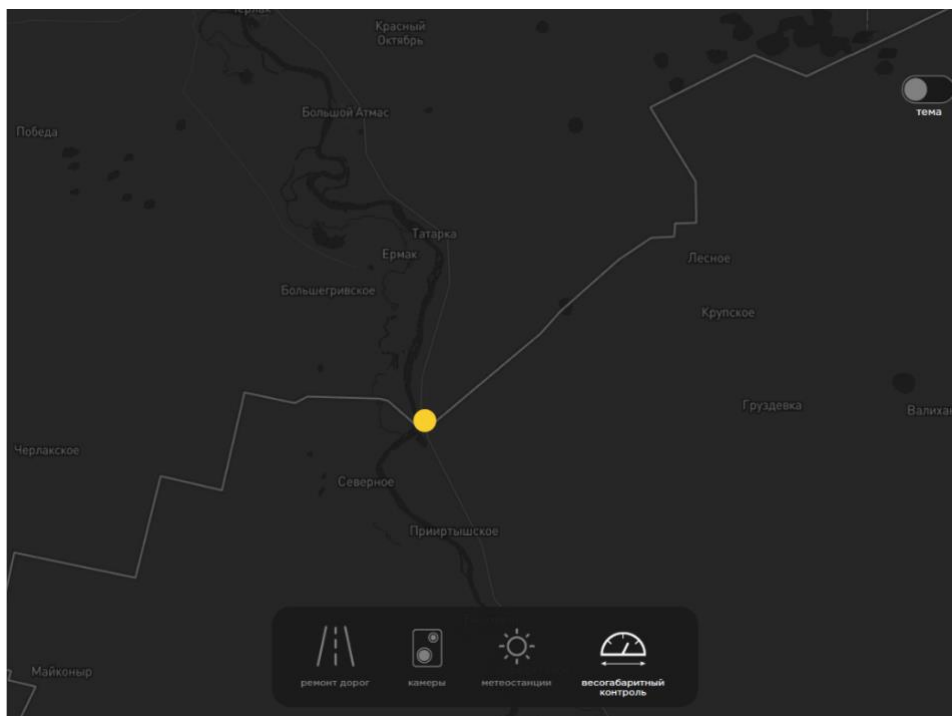 Черлак
Красный
Октябрь
тема
Большой Атмас
Победа
Татарка
Ермак
Лесное
Большегривское
Крупское
Груздевка
Черлакское
Северное
Прииртышское
Майконыр
ремонт дорог
камеры
метеостанции
весогабаритный
контроль